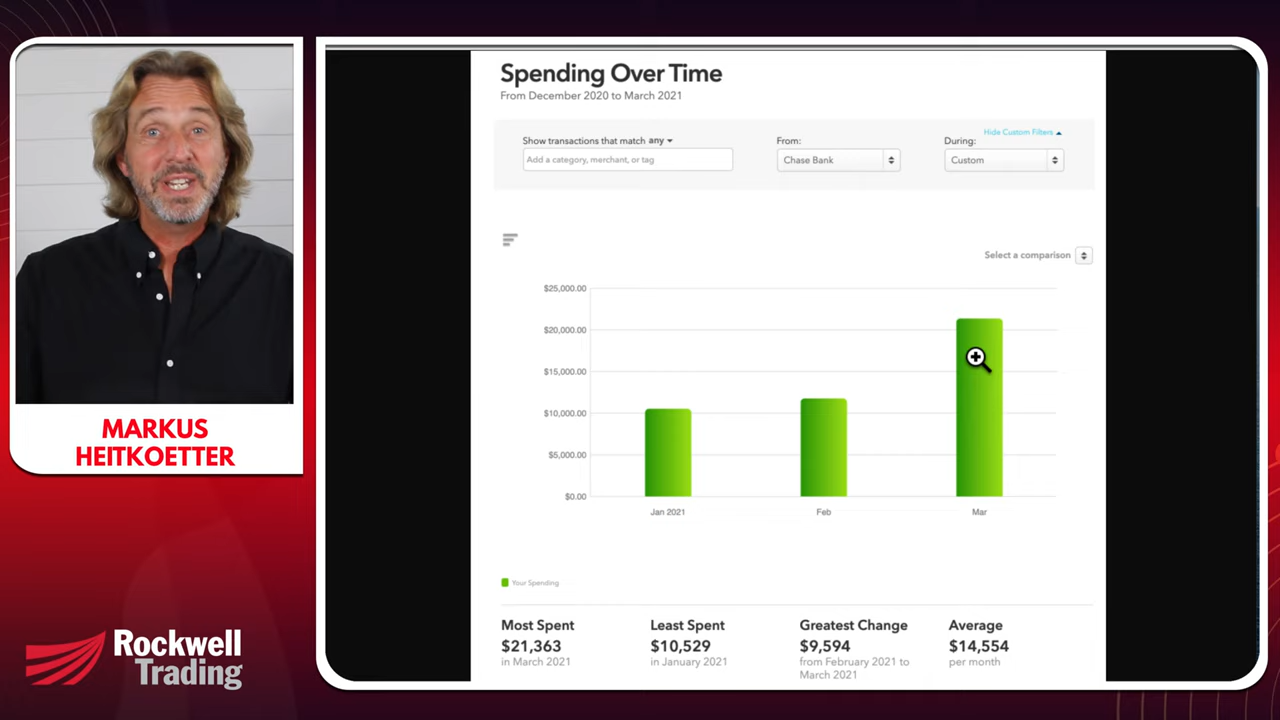 MARKUS
HEITKOETTER
Rockwell
Trading
Spending Over Time
From December 2020 to March 2021
Hide Custom Filters
Show transactions that match any
From:
During:
Add a category, merchant, or tag
Chase Bank
Custom
Select a comparison
$25,000.00
$20,000.00
$15,000.00
$10,000.00
$5,000.00
$0.00
Jan 2021
Feb
Mar
Your Spending
Most Spent
$21,363
in March 2021
Least Spent
$10,529
in January 2021
Greatest Change
$9,594
from February 2021 to
March 2021
Average
$14,554
per month